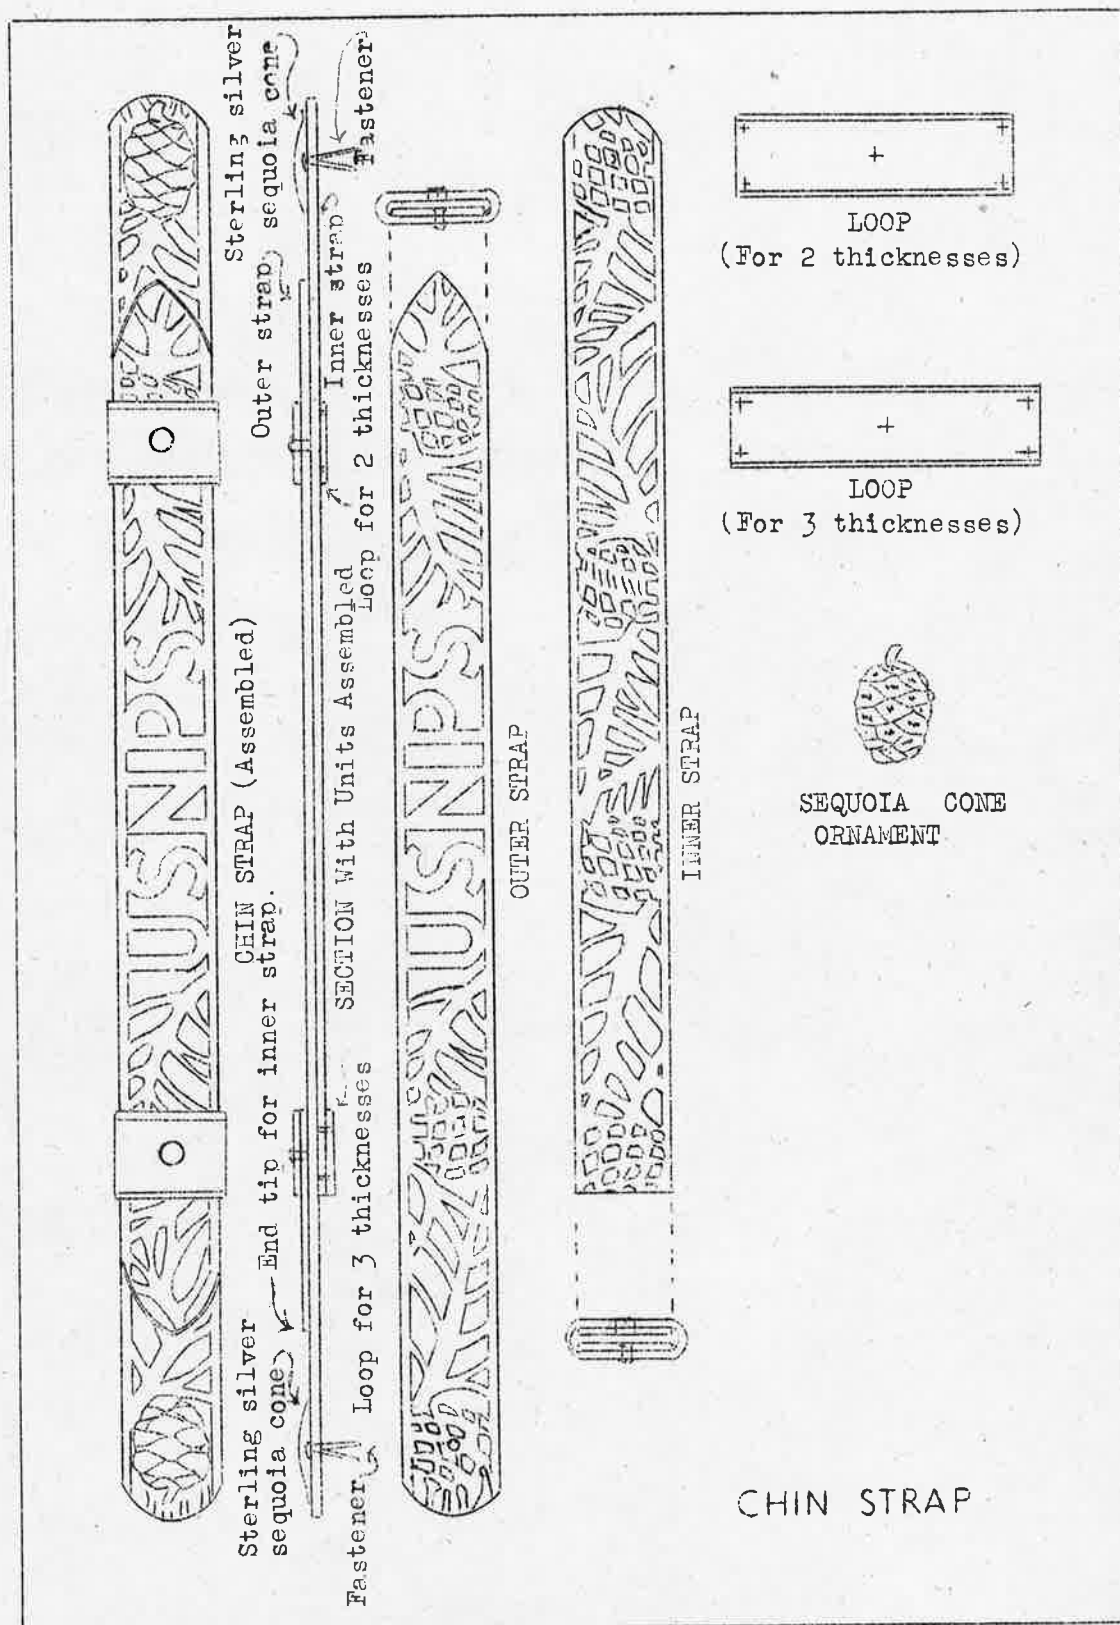 Sterling silver
sequoia cone
Fastener
Outer strap
Inner strap
Loop for 2 thicknesses
USNPS
CHIN STRAP (Assembled)
End tip for inner strap.
SECTION With Units Assembled
Loop for 3 thicknesses
Sterling silver
sequoia cone
Fastener
USNPS
OUTER STRAP
INNER STRAP
LOOP
(For 2 thicknesses)
LOOP
(For 3 thicknesses)
SEQUOIA CONE
ORNAMENT
CHIN STRAP